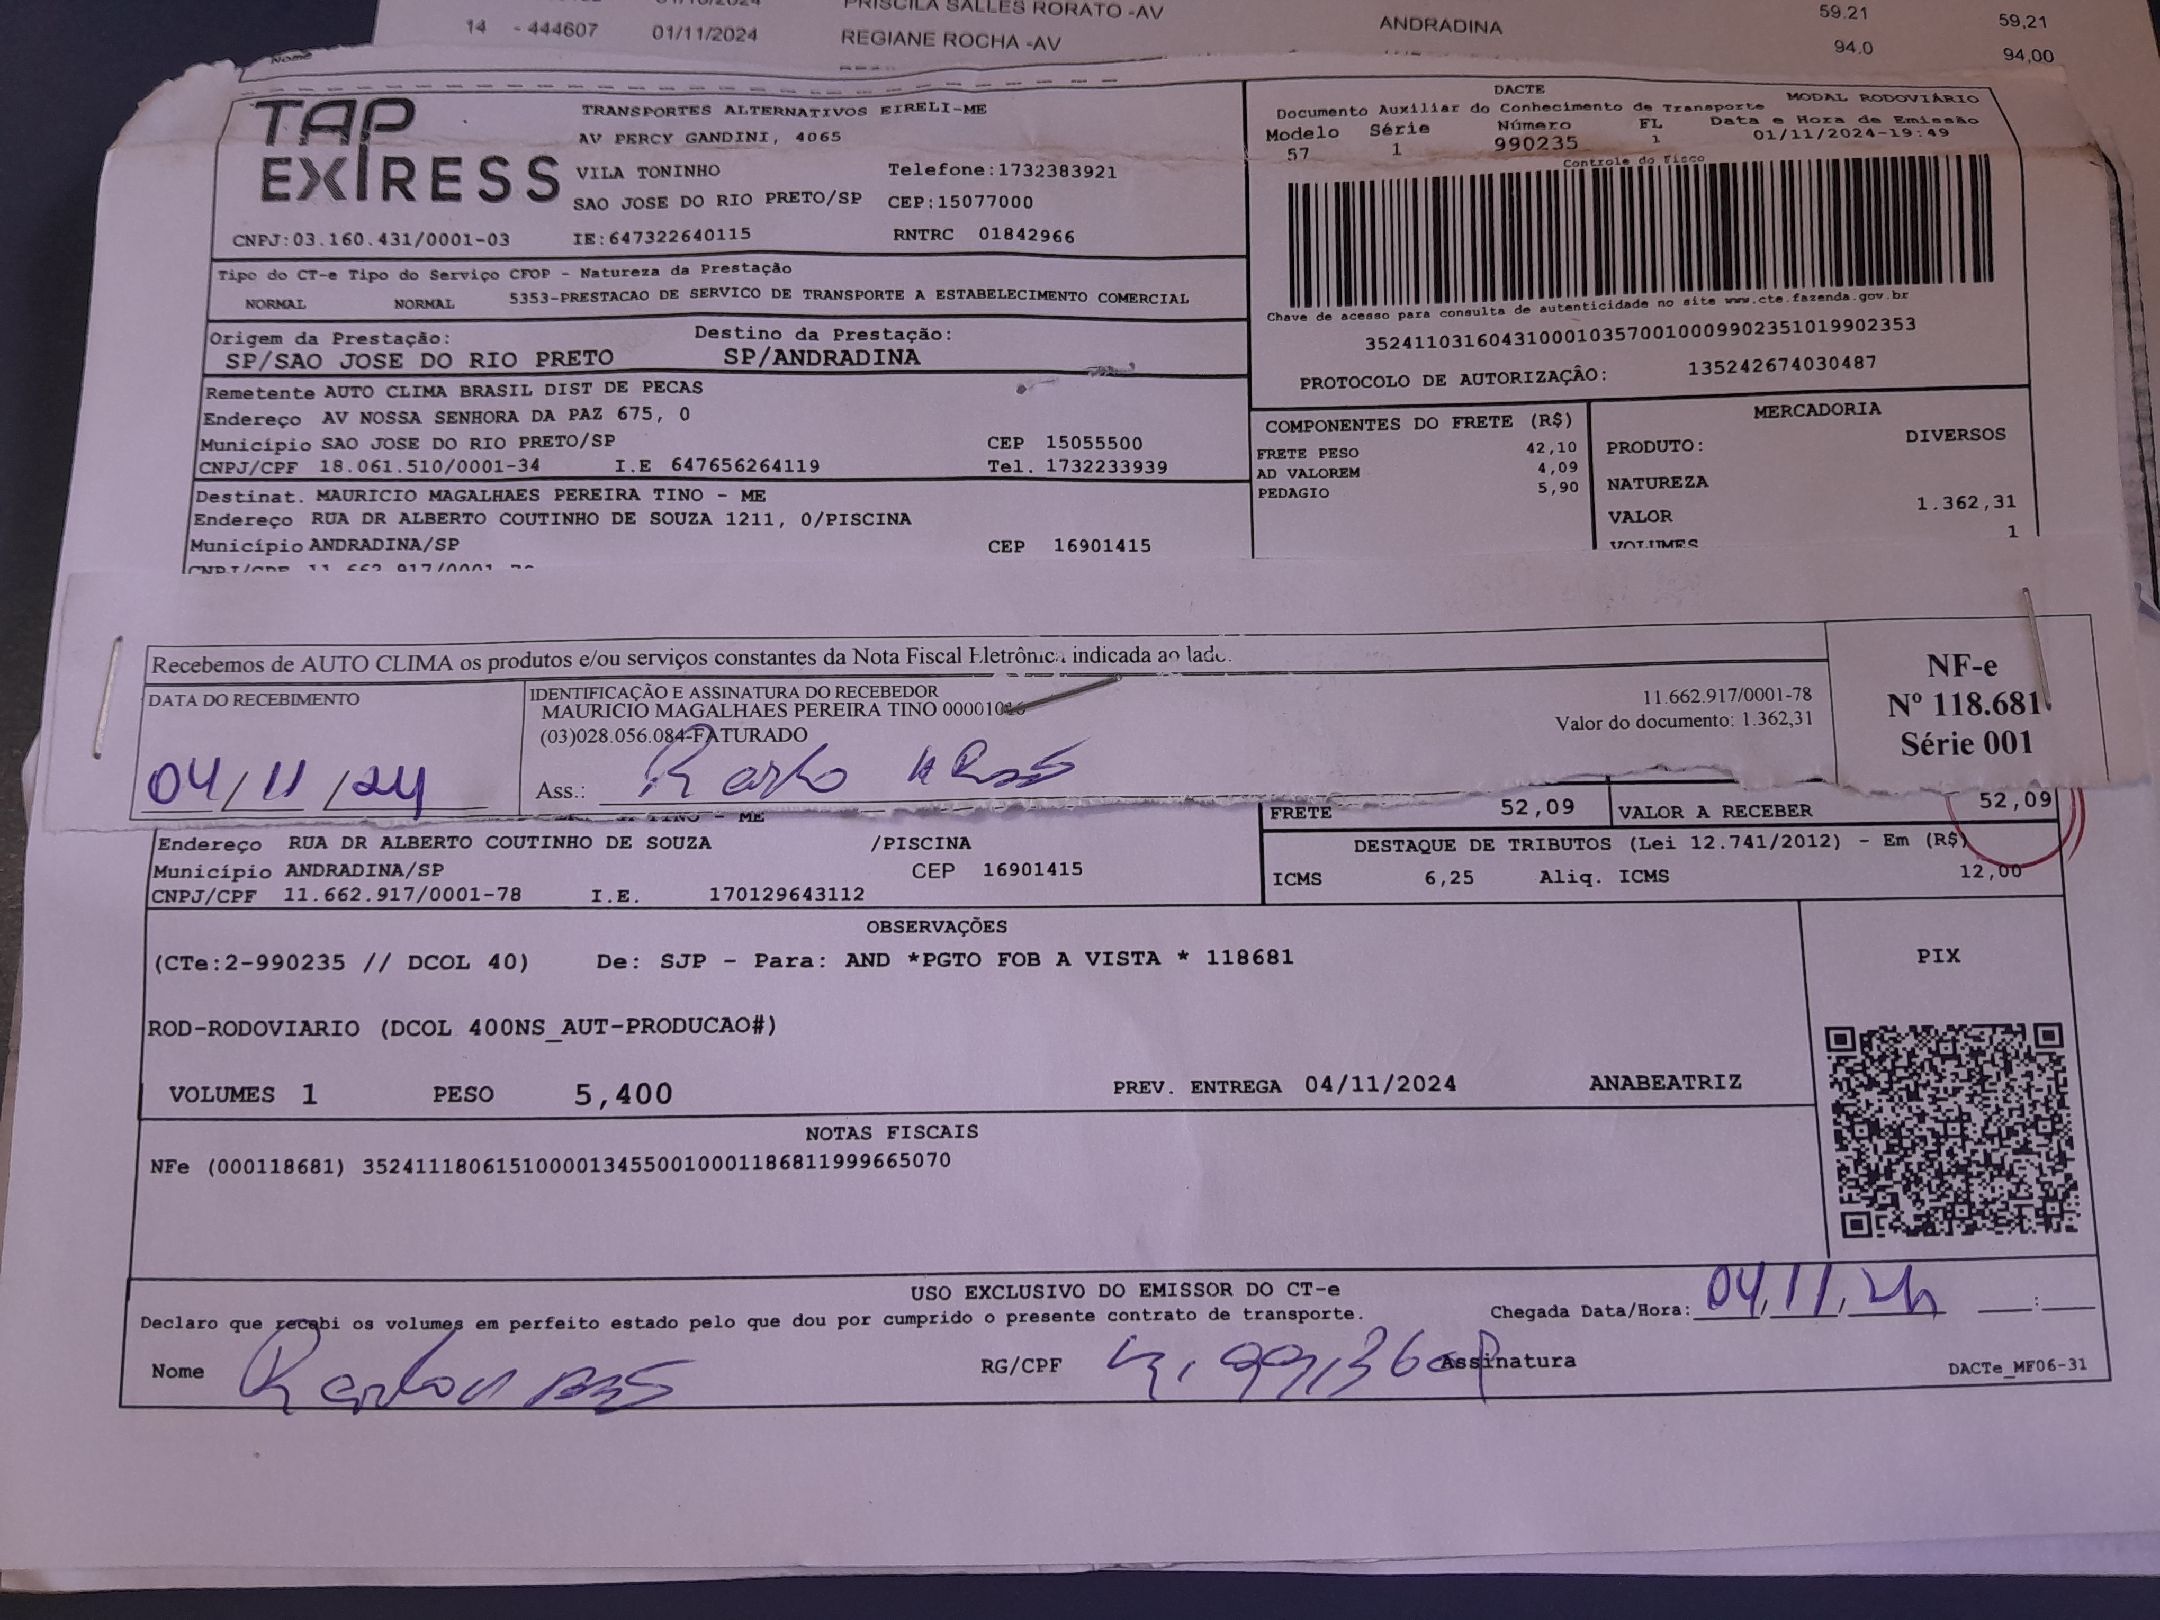 PRISCILA SALLES RORATO -AV 59.21 59,21
14 - 444607 01/11/2024 REGIANE ROCHA -AV ANDRADINA 94.0 94,00
Nome
TAP EXPRESS
TRANSPORTES ALTERNATIVOS EIRELI-ME
AV PERCY GANDINI, 4065
VILA TONINHO Telefone:1732383921
SAO JOSE DO RIO PRETO/SP CEP:15077000
CNPJ:03.160.431/0001-03 IE:647322640115 RNTRC 01842966
DACTE
Documento Auxiliar do Conhecimento de Transporte MODAL RODOVIÁRIO
Modelo Série Número FL Data e Hora de Emissão
57 1 990235 1 01/11/2024-19:49
Controle do Fisco
Chave de acesso para consulta de autenticidade no site www.cte.fazenda.gov.br
35241103160431000103570010009902351019902353
PROTOCOLO DE AUTORIZAÇÃO: 135242674030487
Tipo do CT-e Tipo do Serviço CFOP - Natureza da Prestação
NORMAL NORMAL 5353-PRESTACAO DE SERVICO DE TRANSPORTE A ESTABELECIMENTO COMERCIAL
Origem da Prestação: Destino da Prestação:
SP/SAO JOSE DO RIO PRETO SP/ANDRADINA
Remetente AUTO CLIMA BRASIL DIST DE PECAS
Endereço AV NOSSA SENHORA DA PAZ 675, 0
Município SAO JOSE DO RIO PRETO/SP CEP 15055500
CNPJ/CPF 18.061.510/0001-34 I.E 647656264119 Tel. 1732233939
Destinat. MAURICIO MAGALHAES PEREIRA TINO - ME
Endereço RUA DR ALBERTO COUTINHO DE SOUZA 1211, 0/PISCINA
Município ANDRADINA/SP CEP 16901415
CNPJ/CPF 11.662.917/0001-78
COMPONENTES DO FRETE (R$)
FRETE PESO 42,10
AD VALOREM 4,09
PEDAGIO 5,90
MERCADORIA
PRODUTO: DIVERSOS
NATUREZA
VALOR 1.362,31
VOLUMES 1
Recebemos de AUTO CLIMA os produtos e/ou serviços constantes da Nota Fiscal Eletrônica indicada ao lado.
DATA DO RECEBIMENTO
04/11/24
IDENTIFICAÇÃO E ASSINATURA DO RECEBEDOR
MAURICIO MAGALHAES PEREIRA TINO
(03)028.056.084-FATURADO
Ass.:
11.662.917/0001-78
Valor do documento: 1.362,31
NF-e
Nº 118.681
Série 001
FRETE 52,09 VALOR A RECEBER 52,09
TINO - ME
Endereço RUA DR ALBERTO COUTINHO DE SOUZA /PISCINA
Município ANDRADINA/SP CEP 16901415
CNPJ/CPF 11.662.917/0001-78 I.E. 170129643112
DESTAQUE DE TRIBUTOS (Lei 12.741/2012) - Em (R$)
ICMS 6,25 Aliq. ICMS 12,00
OBSERVAÇÕES
(CTe:2-990235 // DCOL 40) De: SJP - Para: AND *PGTO FOB A VISTA * 118681
ROD-RODOVIARIO (DCOL 400NS_AUT-PRODUCAO#)
VOLUMES 1 PESO 5,400 PREV. ENTREGA 04/11/2024 ANABEATRIZ
PIX
NOTAS FISCAIS
NFe (000118681) 35241118061510000134550010001186811999665070
USO EXCLUSIVO DO EMISSOR DO CT-e
Declaro que recebi os volumes em perfeito estado pelo que dou por cumprido o presente contrato de transporte.
Chegada Data/Hora: 04/11/24 __:__
Nome RG/CPF Assinatura
DACTe_MF06-31